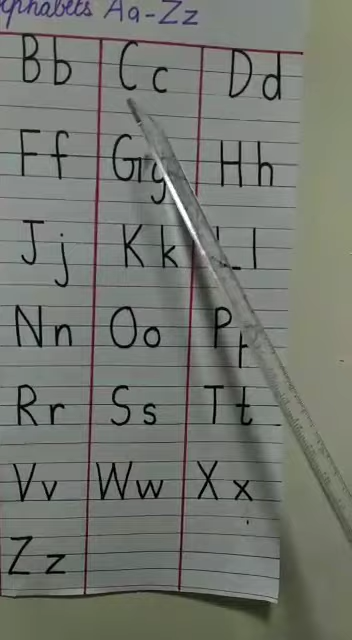 Alphabets Aa-Zz
Bb Cc Dd
Ff Gg Hh
Jj Kk Ll
Nn Oo Pp
Rr Ss Tt
Vv Ww Xx
Zz